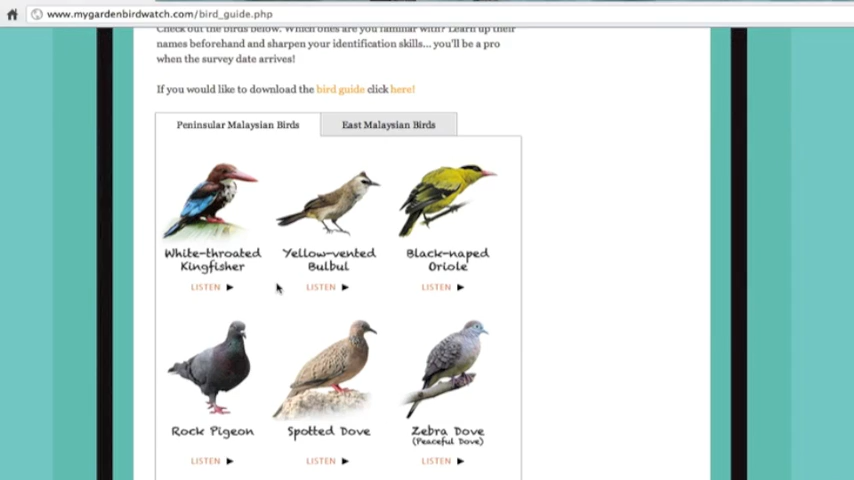 www.mygardenbirdwatch.com/bird_guide.php
Check out the birds below. Which ones are you familiar with? Learn up their
names beforehand and sharpen your identification skills... you'll be a pro
when the survey date arrives!
If you would like to download the bird guide click here!
Peninsular Malaysian Birds East Malaysian Birds
White-throated Kingfisher
Yellow-vented Bulbul
Black-naped Oriole
LISTEN LISTEN LISTEN
Rock Pigeon Spotted Dove Zebra Dove
(Peaceful Dove)
LISTEN LISTEN LISTEN